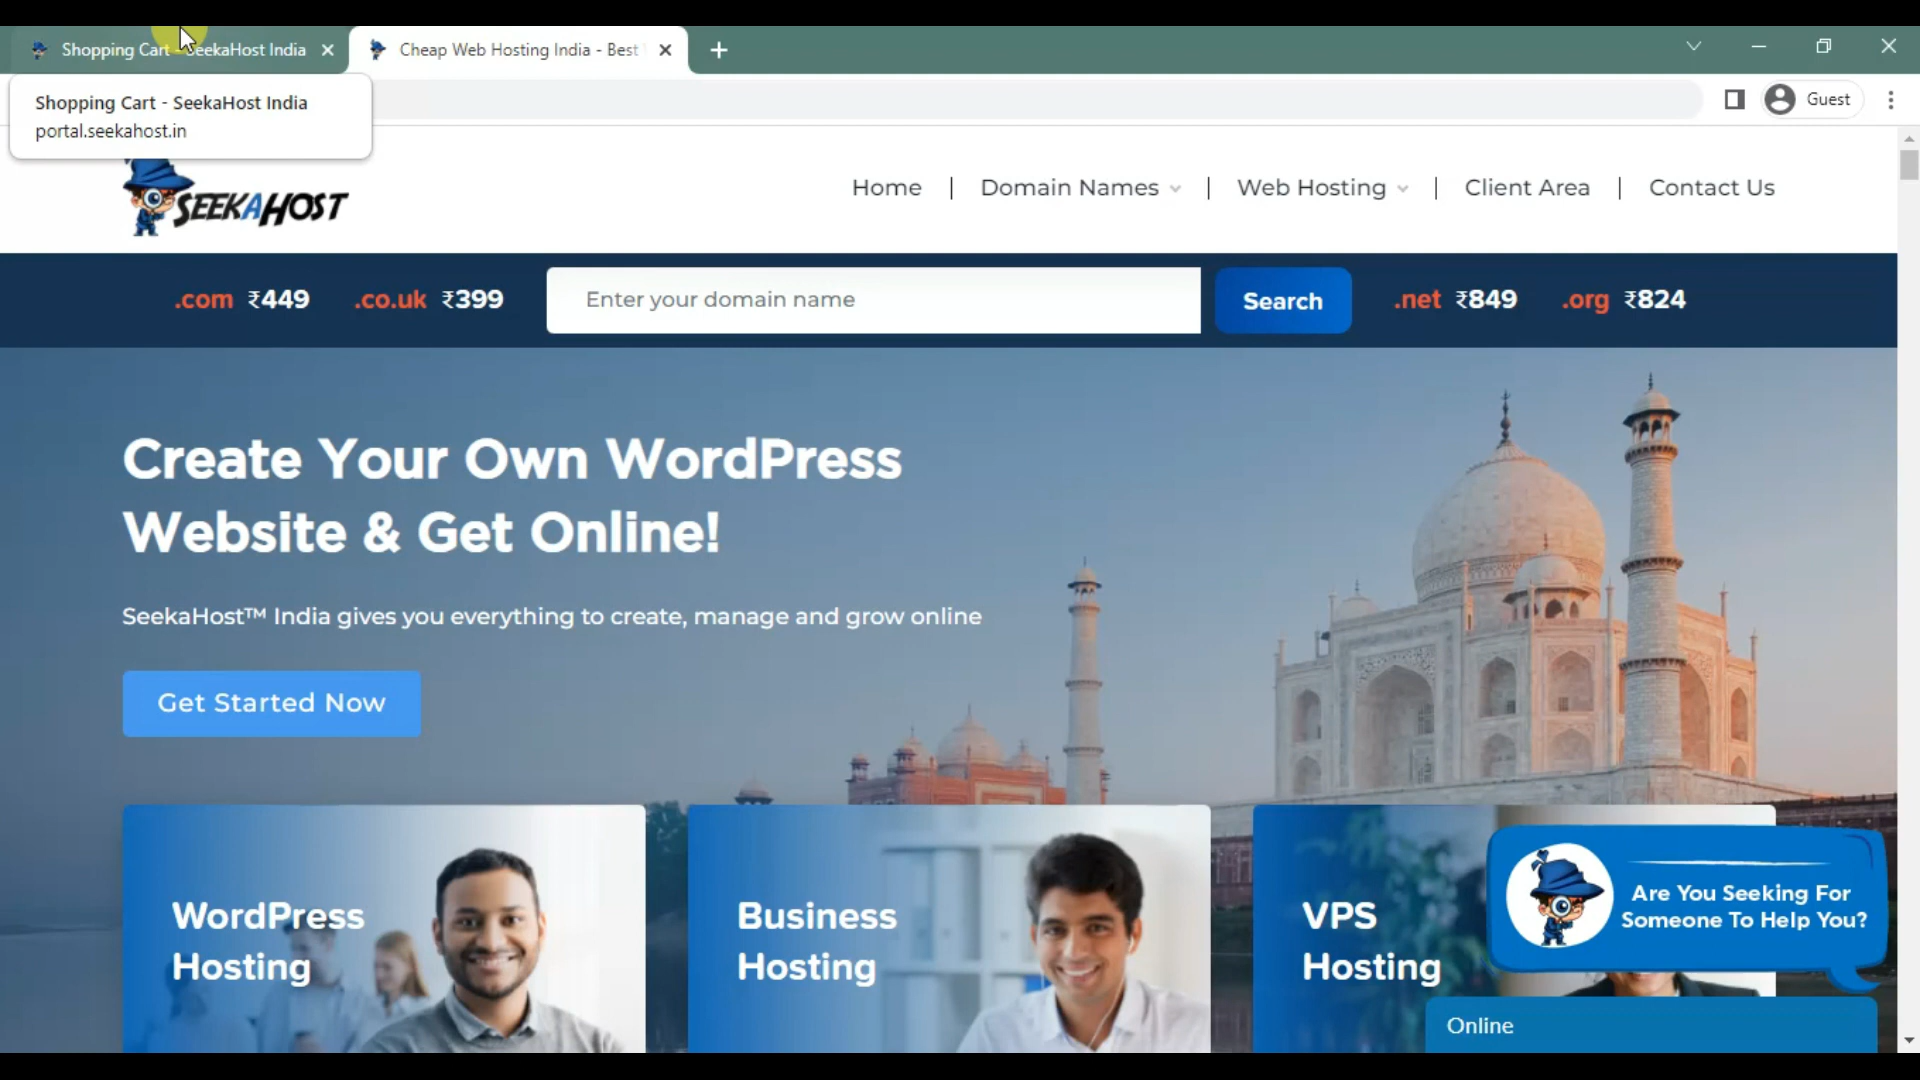 Shopping Cart - SeekaHost India
Cheap Web Hosting India - Best
Shopping Cart - SeekaHost India
portal.seekahost.in
Guest
SEEKAHOST
Home
Domain Names
Web Hosting
Client Area
Contact Us
.com ₹449
.co.uk ₹399
Enter your domain name
Search
.net ₹849
.org ₹824
Create Your Own WordPress
Website & Get Online!
SeekaHost™ India gives you everything to create, manage and grow online
Get Started Now
WordPress
Hosting
Business
Hosting
VPS
Hosting
Are You Seeking For
Someone To Help You?
Online